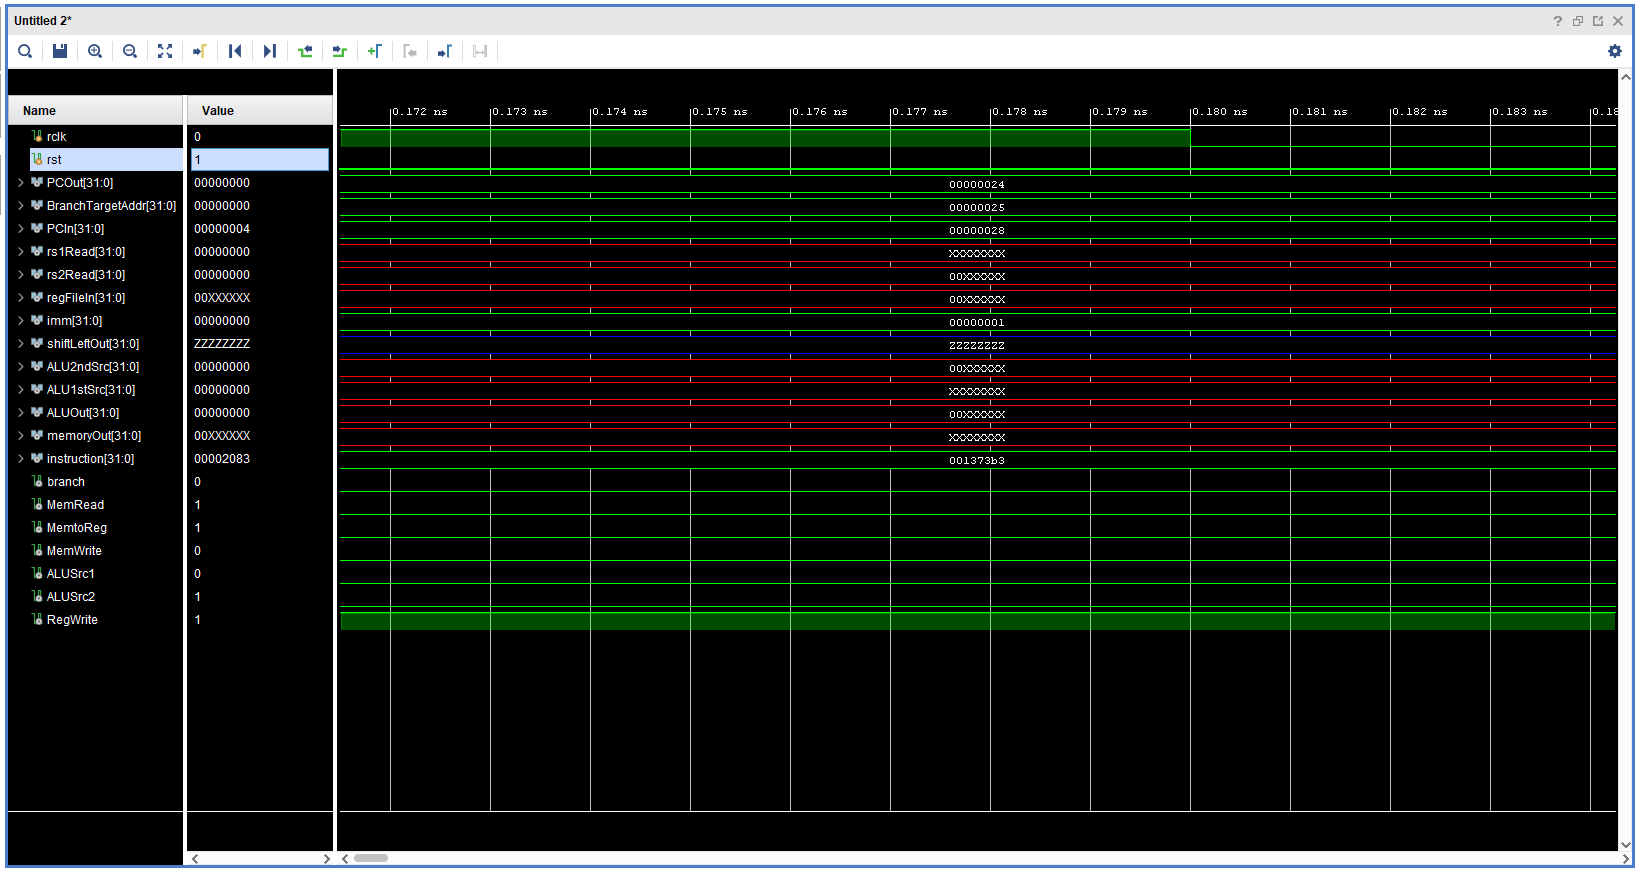 Untitled 2*
Name Value
0.172 ns 0.173 ns 0.174 ns 0.175 ns 0.176 ns 0.177 ns 0.178 ns 0.179 ns 0.180 ns 0.181 ns 0.182 ns 0.183 ns 0.18
rclk 0
rst 1
PCOut[31:0] 00000000 00000024
BranchTargetAddr[31:0] 00000000 00000025
PCIn[31:0] 00000004 00000028
rs1Read[31:0] 00000000 XXXXXXXX
rs2Read[31:0] 00000000 00XXXXXX
regFileIn[31:0] 00XXXXXX 00XXXXXX
imm[31:0] 00000000 00000001
shiftLeftOut[31:0] ZZZZZZZZ ZZZZZZZZ
ALU2ndSrc[31:0] 00000000 00XXXXXX
ALU1stSrc[31:0] 00000000 XXXXXXXX
ALUOut[31:0] 00000000 00XXXXXX
memoryOut[31:0] 00XXXXXX XXXXXXXX
instruction[31:0] 00002083 001373b3
branch 0
MemRead 1
MemtoReg 1
MemWrite 0
ALUSrc1 0
ALUSrc2 1
RegWrite 1